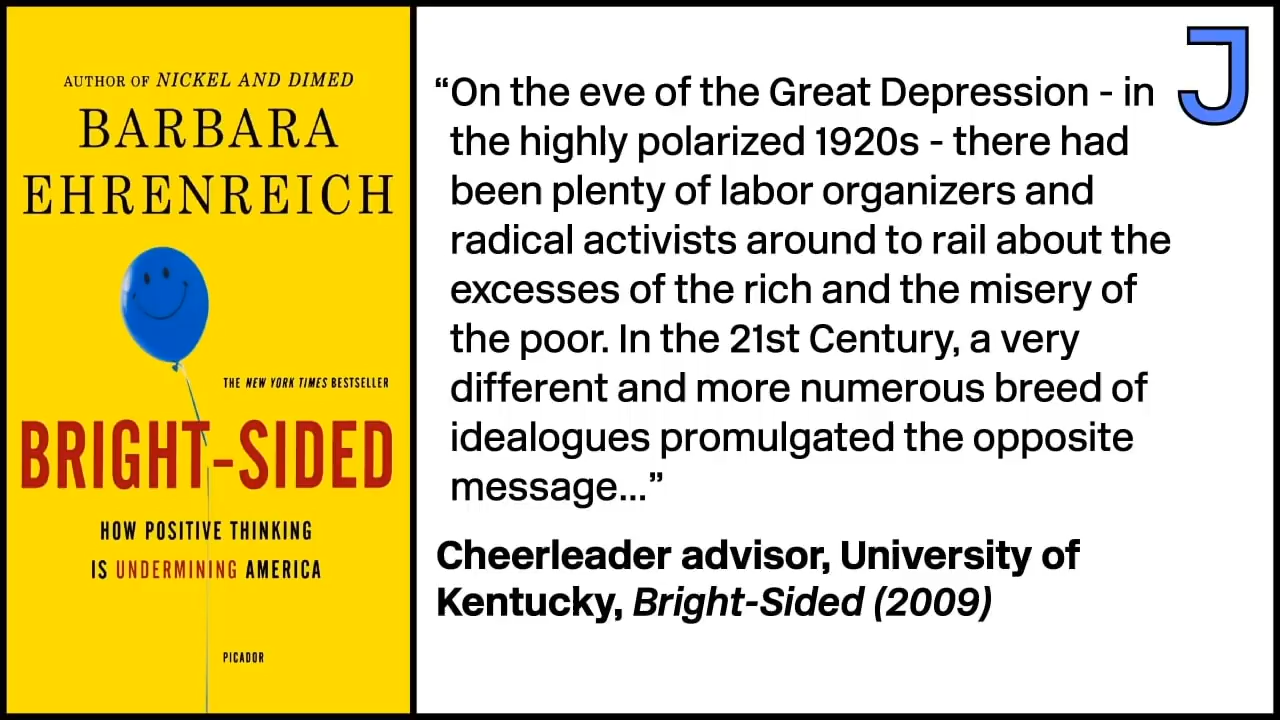 AUTHOR OF NICKEL AND DIMED
BARBARA
EHRENREICH
THE NEW YORK TIMES BESTSELLER
BRIGHT-SIDED
HOW POSITIVE THINKING
IS UNDERMINING AMERICA
PICADOR
J
“On the eve of the Great Depression - in
the highly polarized 1920s - there had
been plenty of labor organizers and
radical activists around to rail about the
excesses of the rich and the misery of
the poor. In the 21st Century, a very
different and more numerous breed of
idealogues promulgated the opposite
message...”
Cheerleader advisor, University of
Kentucky, Bright-Sided (2009)